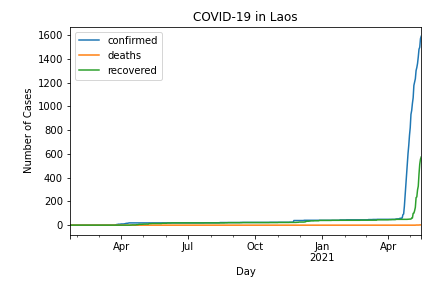 COVID-19 in Laos
confirmed
deaths
recovered
Number of Cases
1600
1400
1200
1000
800
600
400
200
0
Apr
Jul
Oct
Jan
2021
Apr
Day